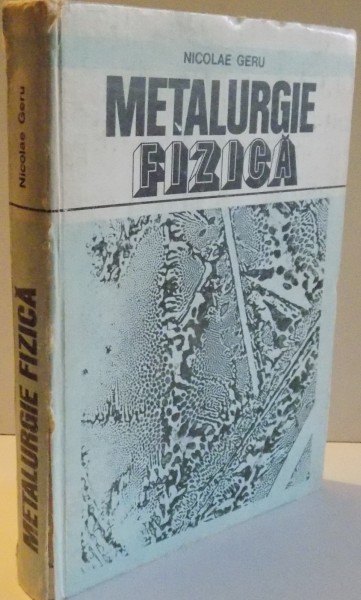 NICOLAE GERU
METALURGIE
FIZICĂ
Nicolae Geru
METALURGIE FIZICĂ